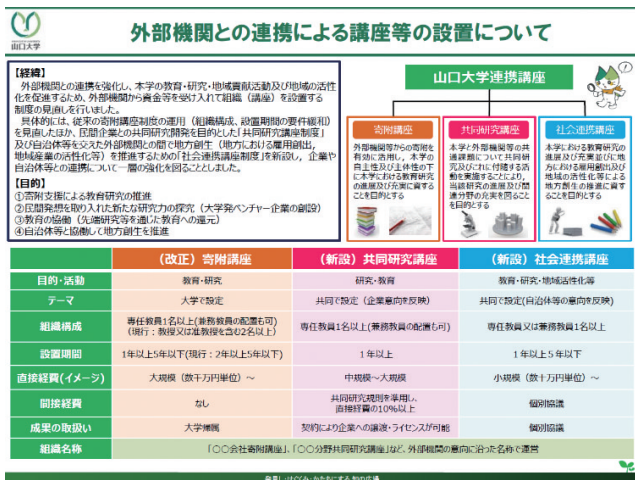 山口大学
外部機関との連携による講座等の設置について
【経緯】
外部機関との連携を強化し、本学の教育・研究・地域貢献活動及び地域の活性
化を促進するため、外部機関から資金等を受け入れて組織（講座）を設置する
制度の見直しを行いました。
具体的には、従来の寄附講座制度の運用（組織構成、設置期間の要件緩和）
を見直したほか、民間企業との共同研究開発を目的とした「共同研究講座制度」
及び自治体等を交えた外部機関との間で地方創生（地方における雇用創出、
地域産業の活性化等）を推進するための「社会連携講座制度」を新設し、企業や
自治体等との連携について一層の強化を図ることとしました。
【目的】
①寄附支援による教育研究の推進
②民間発想を取り入れた新たな研究力の探究（大学発ベンチャー企業の創設）
③教育の協働（先端研究等を通じた教育への還元）
④自治体等と協働して地方創生を推進
山口大学連携講座
寄附講座
外部機関等からの寄附を
有効に活用し、本学の自
主性及び主体性の下
に本学における教育研究
の進展及び充実に資する
ことを目的とする
共同研究講座
本学と外部機関等の共
通課題について共同研
究及びこれに付随する活
動を実施することにより、
当該研究の進展及び関
連分野の充実を図ること
を目的とする
社会連携講座
本学における教育研究の
進展及び充実並びに地
方における雇用創出及び
地域の活性化等による
地方創生の推進に資す
ることを目的とする
（改正）寄附講座 （新設）共同研究講座 （新設）社会連携講座
目的・活動 教育・研究 研究・教育 教育・研究・地域活性化等
テーマ 大学で設定 共同で設定（企業意向を反映） 共同で設定(自治体等の意向を反映)
組織構成 専任教員1名以上(兼務教員の配置も可)
（現行：教授又は准教授を含む2名以上） 専任教員1名以上(兼務教員の配置も可) 専任教員又は兼務教員1名以上
設置期間 1年以上5年以下(現行：2年以上5年以下) 1年以上 1年以上5年以下
直接経費(イメージ) 大規模（数千万円単位）～ 中規模～大規模 小規模（数十万円単位）～
間接経費 なし 共同研究規則を準用し、
直接経費の10%以上 個別協議
成果の取扱い 大学帰属 契約により企業への譲渡・ライセンスが可能 個別協議
組織名称 「○○会社寄附講座」、「○○分野共同研究講座」など、外部機関の意向に沿った名称で運営